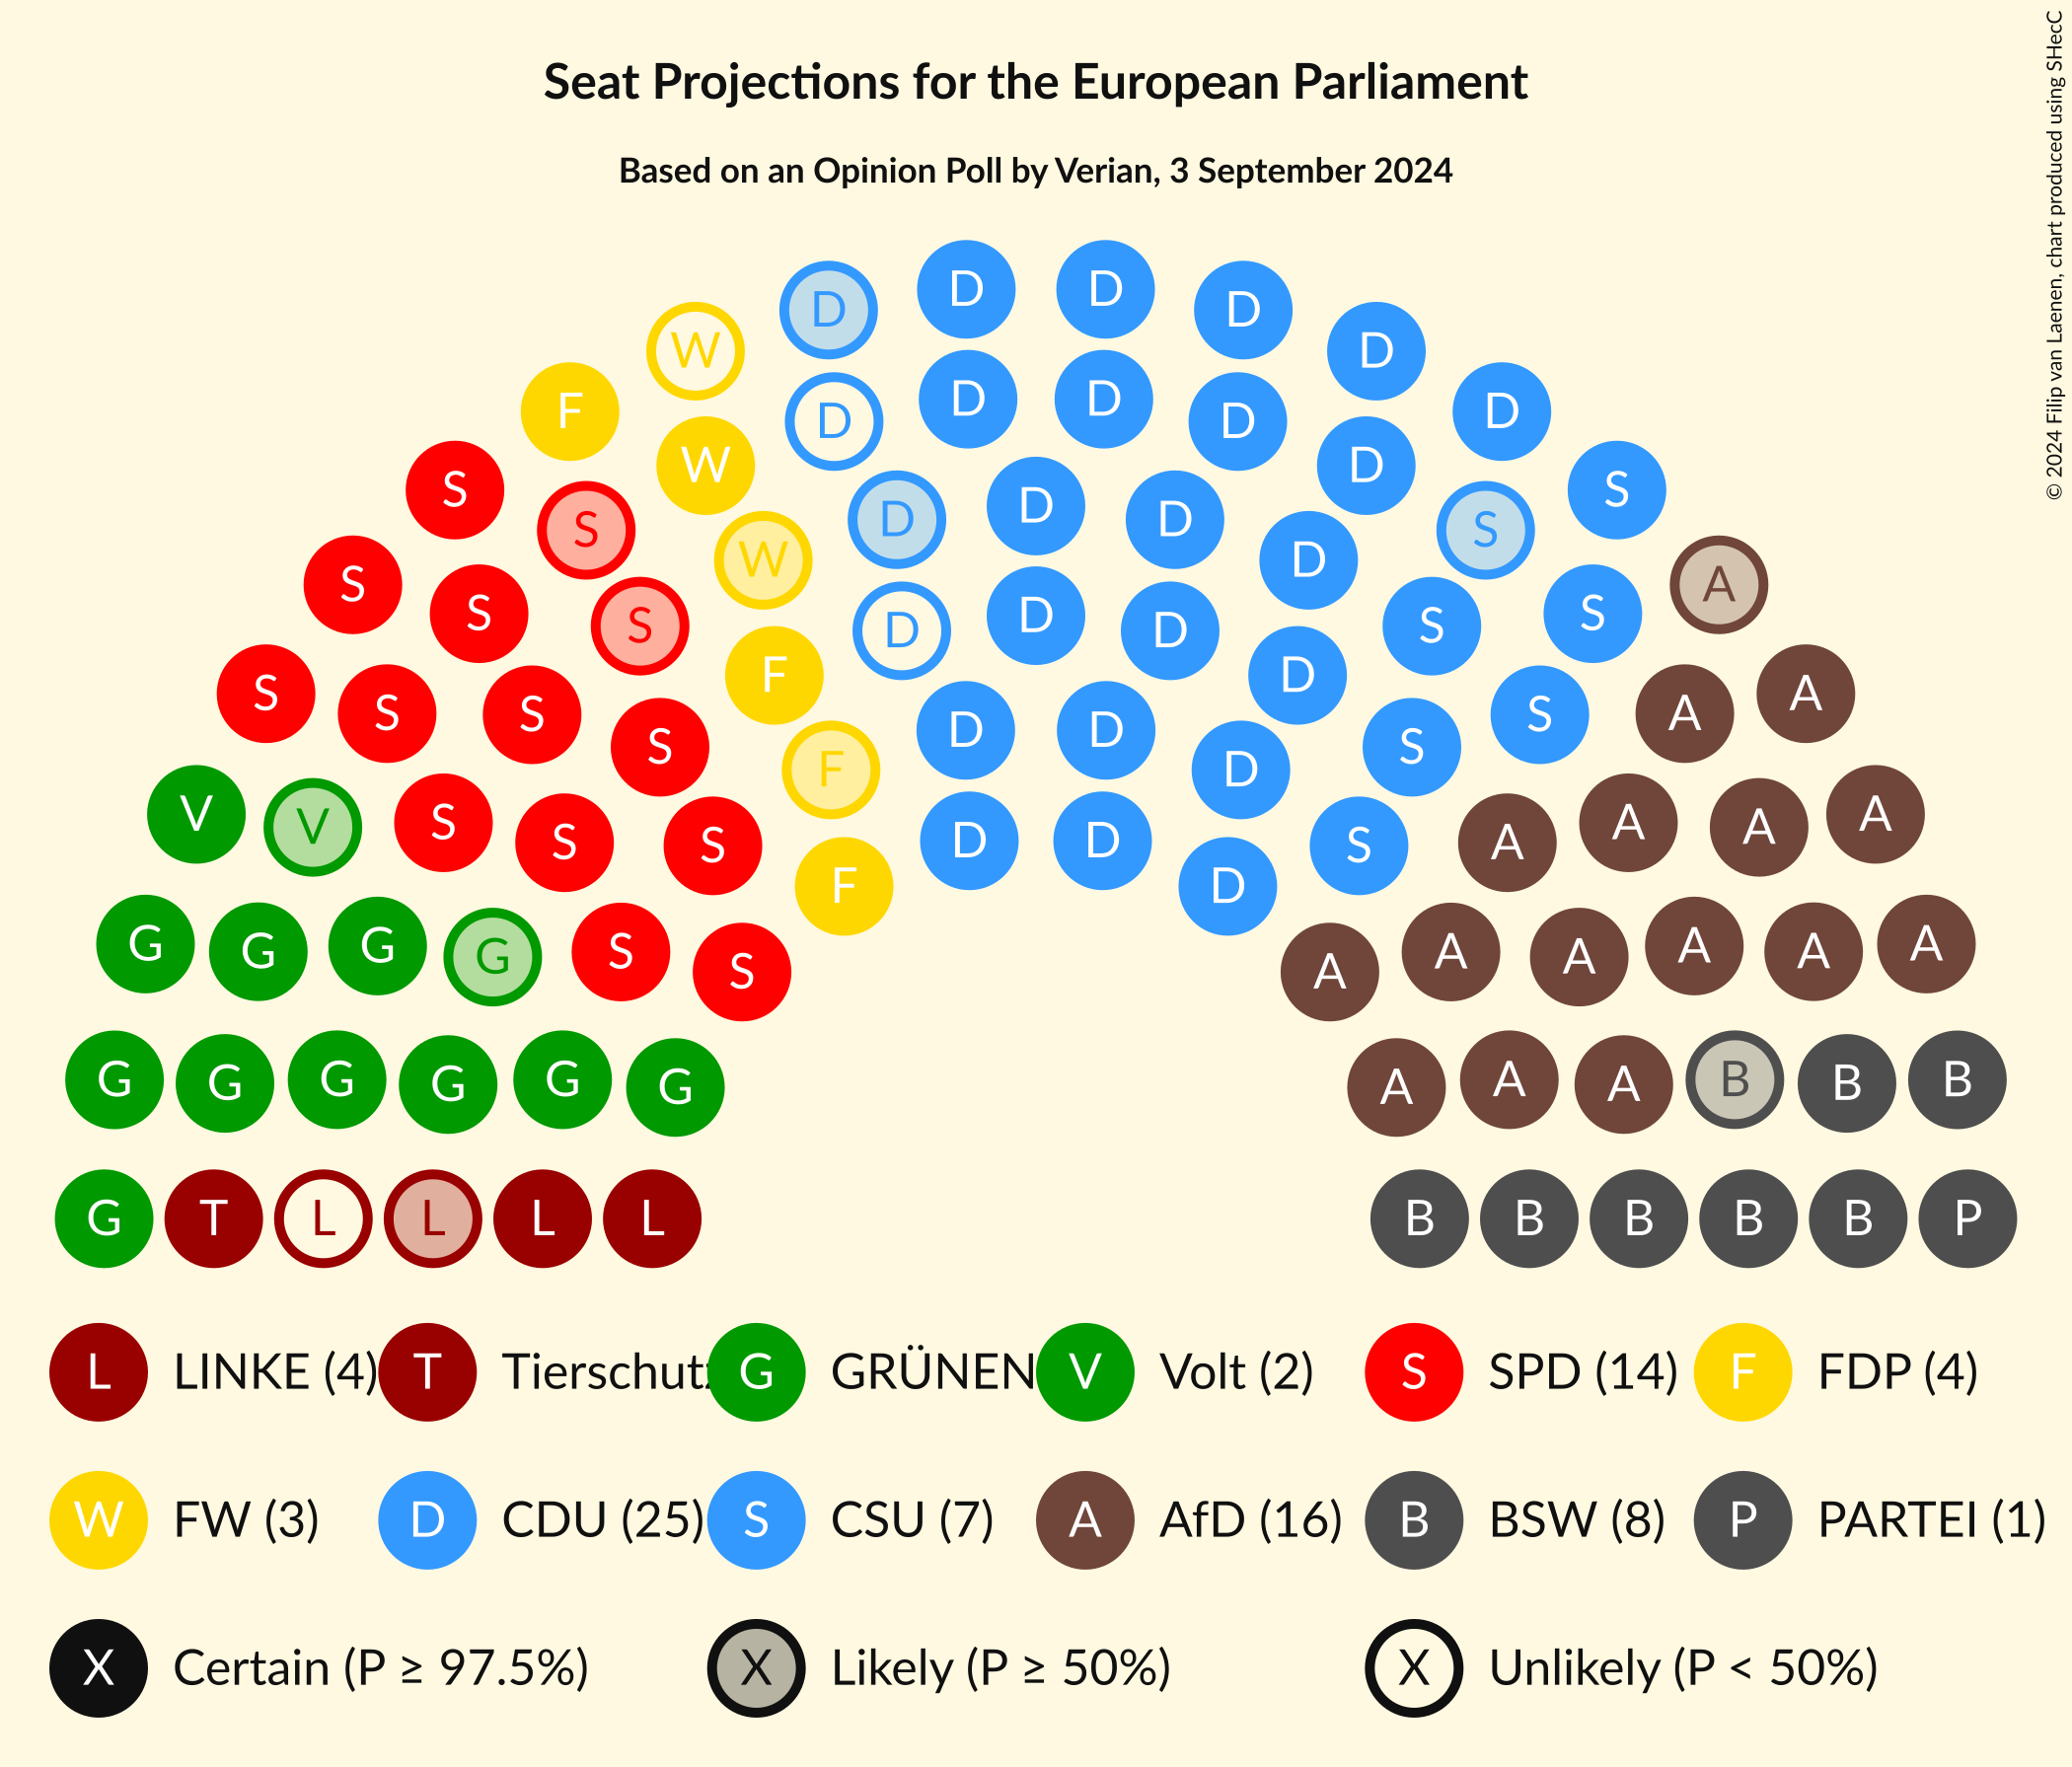 Seat Projections for the European Parliament
Based on an Opinion Poll by Verian, 3 September 2024
© 2024 Filip van Laenen, chart produced using SHecC
D D D D
W D D
F D D D D D
W D D
S D D D S
S S W D S
S S S F D D D S S A
S S S S F D D D S S A A
V V S S S F D D D S A A A A
G G G G S S A A A A A A
G G G G G G A A A B B B
G T L L L L B B B B B P
L LINKE (4) T Tierschutz G GRÜNEN V Volt (2) S SPD (14) F FDP (4)
W FW (3) D CDU (25) S CSU (7) A AfD (16) B BSW (8) P PARTEI (1)
X Certain (P ≥ 97.5%) X Likely (P ≥ 50%) X Unlikely (P < 50%)